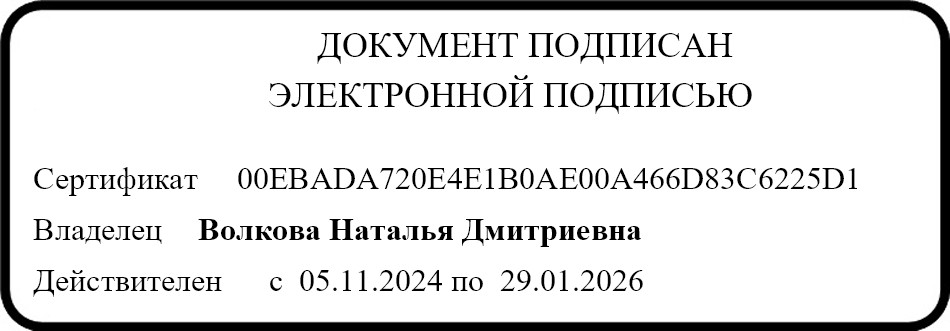 ДОКУМЕНТ ПОДПИСАН
ЭЛЕКТРОННОЙ ПОДПИСЬЮ
Сертификат 00EBADA720E4E1B0AE00A466D83C6225D1
Владелец Волкова Наталья Дмитриевна
Действителен с 05.11.2024 по 29.01.2026